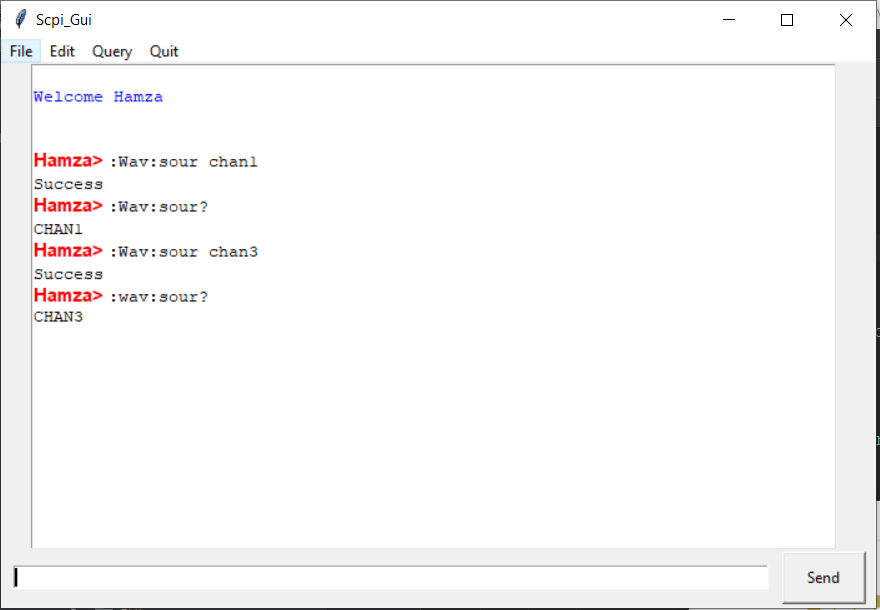 Scpi_Gui
File Edit Query Quit
Welcome Hamza
Hamza> :Wav:sour chan1
Success
Hamza> :Wav:sour?
CHAN1
Hamza> :Wav:sour chan3
Success
Hamza> :wav:sour?
CHAN3
Send